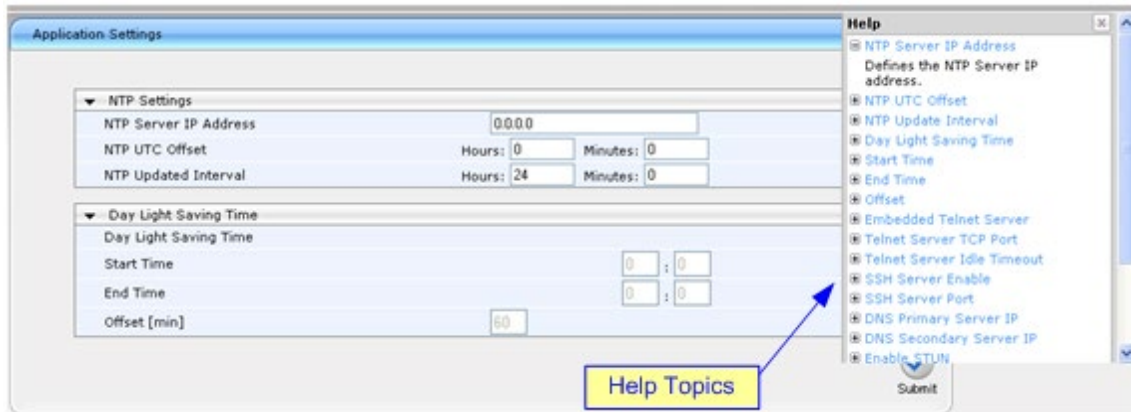 Application Settings
NTP Settings
NTP Server IP Address 0.0.0.0
NTP UTC Offset Hours: 0 Minutes: 0
NTP Updated Interval Hours: 24 Minutes: 0
Day Light Saving Time
Day Light Saving Time
Start Time 0 : 0
End Time 0 : 0
Offset [min] 60
Help
NTP Server IP Address
Defines the NTP Server IP
address.
NTP UTC Offset
NTP Update Interval
Day Light Saving Time
Start Time
End Time
Offset
Embedded Telnet Server
Telnet Server TCP Port
Telnet Server Idle Timeout
SSH Server Enable
SSH Server Port
DNS Primary Server IP
DNS Secondary Server IP
Enable STUN
Help Topics
Submit